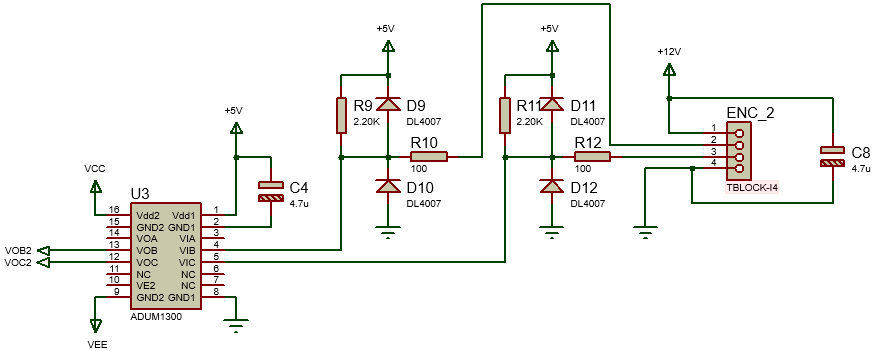 +5V
+5V
+12V
R9
2.20K
D9
DL4007
R11
2.20K
D11
DL4007
ENC_2
+5V
R10
100
R12
100
1
2
3
4
C8
4.7u
VCC
C4
4.7u
D10
DL4007
D12
DL4007
TBLOCK-I4
U3
16 Vdd2 Vdd1 1
15 GND2 GND1 2
14 VOA VIA 3
VOB2 13 VOB VIB 4
VOC2 12 VOC VIC 5
11 NC NC 6
10 VE2 NC 7
9 GND2 GND1 8
ADUM1300
VEE